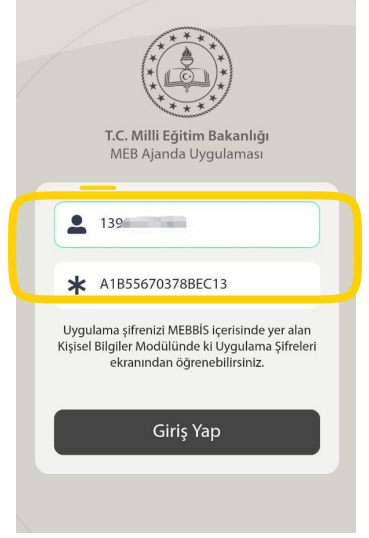 T.C. Milli Eğitim Bakanlığı
MEB Ajanda Uygulaması
139
A1B55670378BEC13
Uygulama şifrenizi MEBBİS içerisinde yer alan
Kişisel Bilgiler Modülünde ki Uygulama Şifreleri
ekranından öğrenebilirsiniz.
Giriş Yap